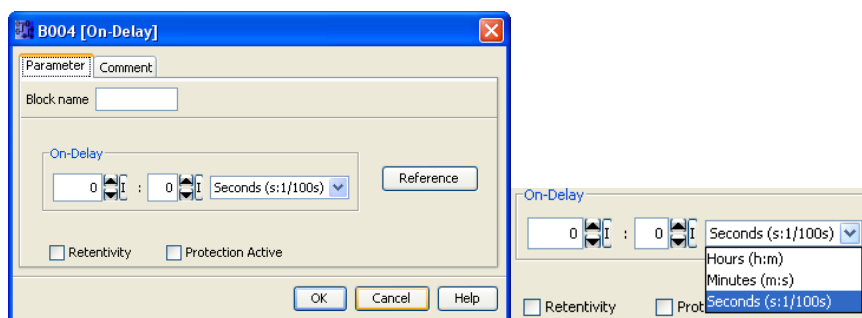 B004 [On-Delay]
Parameter Comment
Block name
On-Delay
0 : 0 Seconds (s:1/100s)
Reference
Retentivity Protection Active
OK Cancel Help
On-Delay
0 : 0 Seconds (s:1/100s)
Hours (h:m)
Minutes (m:s)
Seconds (s:1/100s)
Retentivity Prot